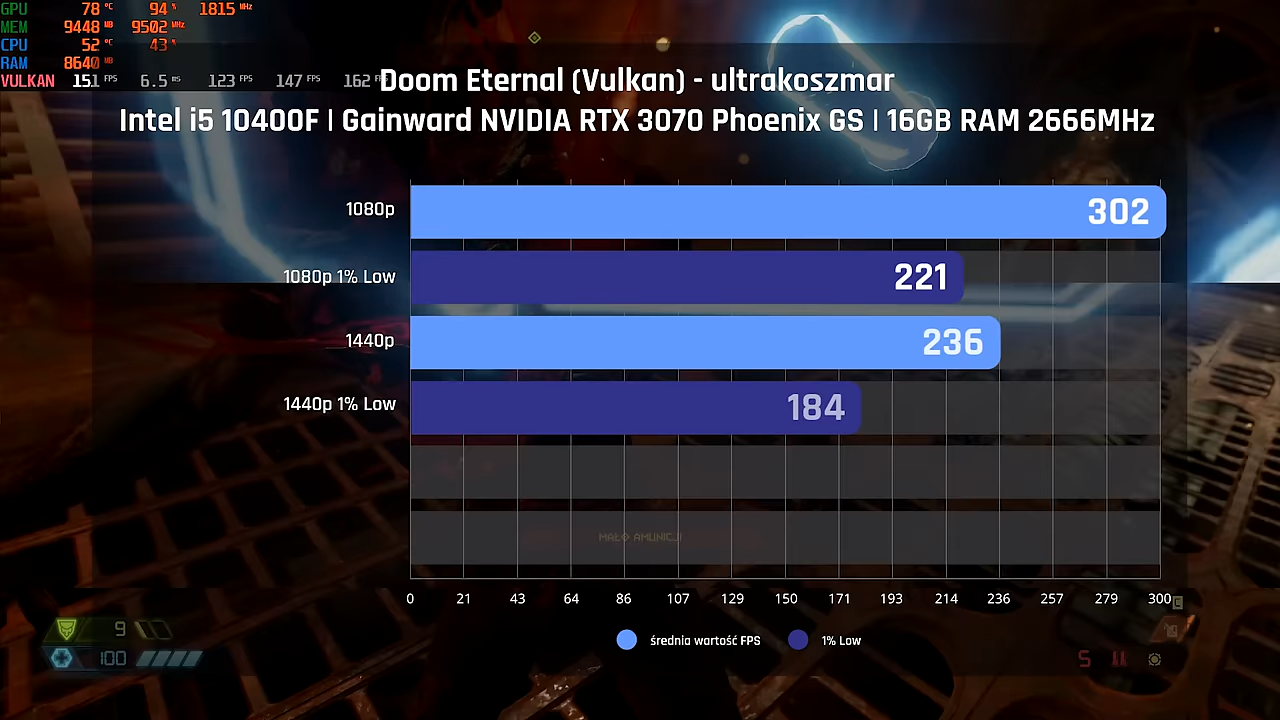 GPU 78 °C 94 % 1815 MHz
MEM 9448 MB 9502 MHz
CPU 52 °C 43 %
RAM 8640 MB
VULKAN 151 FPS 6.5 ms 123 FPS 147 FPS 162 FPS
Doom Eternal (Vulkan) - ultrakoszmar
Intel i5 10400F | Gainward NVIDIA RTX 3070 Phoenix GS | 16GB RAM 2666MHz
1080p 302
1080p 1% Low 221
1440p 236
1440p 1% Low 184
MAŁO AMUNICJI
0 21 43 64 86 107 129 150 171 193 214 236 257 279 300
C
średnia wartość FPS 1% Low
9
100
S